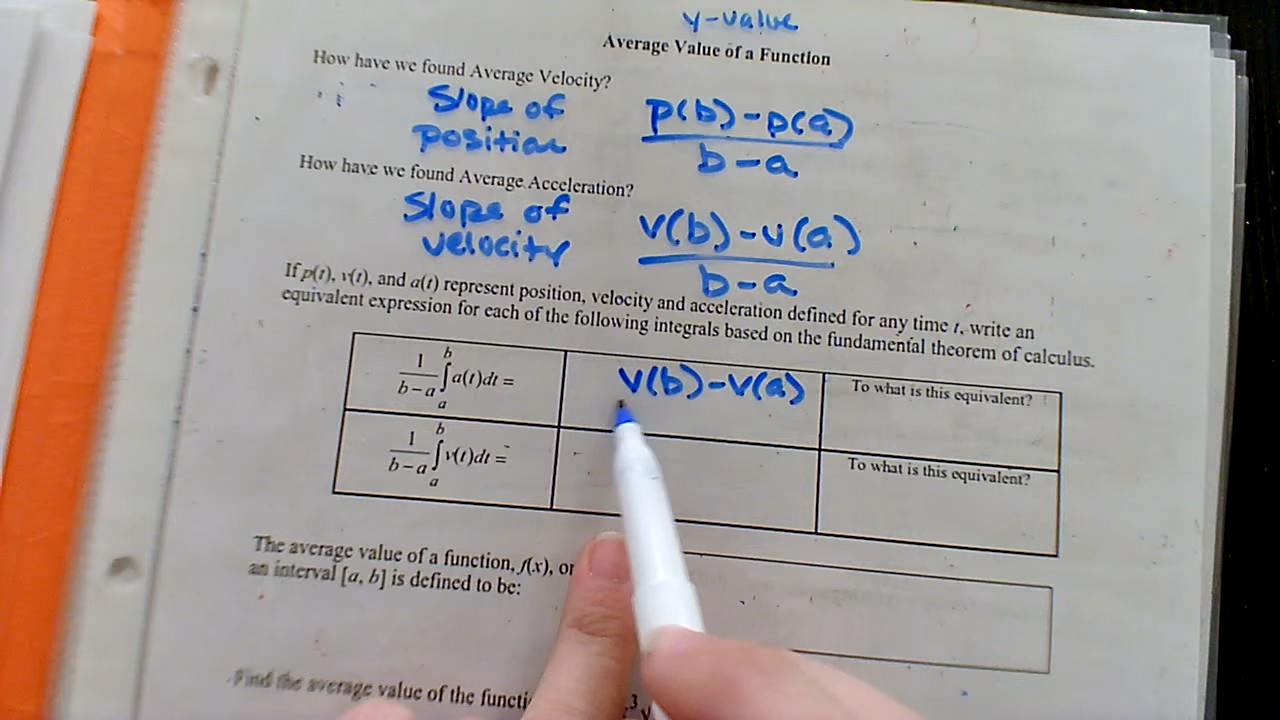 y-value
Average Value of a Function
How have we found Average Velocity?
Slope of
position
p(b)-p(a)
b-a
How have we found Average Acceleration?
Slope of
velocity
v(b)-v(a)
b-a
If p(t), v(t), and a(t) represent position, velocity and acceleration defined for any time t, write an
equivalent expression for each of the following integrals based on the fundamental theorem of calculus.
1/(b-a) ∫_a^b a(t)dt =
v(b)-v(a)
To what is this equivalent?
1/(b-a) ∫_a^b v(t)dt =
To what is this equivalent?
The average value of a function, f(x), on
an interval [a, b] is defined to be:
Find the average value of the functi